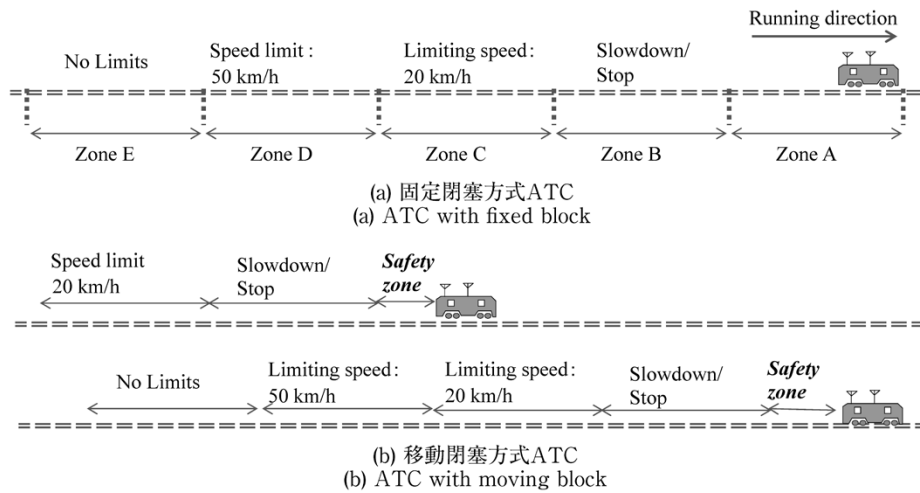 Running direction
No Limits
Speed limit :
50 km/h
Limiting speed:
20 km/h
Slowdown/
Stop
Zone E
Zone D
Zone C
Zone B
Zone A
(a) 固定閉塞方式ATC
(a) ATC with fixed block
Speed limit
20 km/h
Slowdown/
Stop
Safety
zone
No Limits
Limiting speed:
50 km/h
Limiting speed:
20 km/h
Slowdown/
Stop
Safety
zone
(b) 移動閉塞方式ATC
(b) ATC with moving block